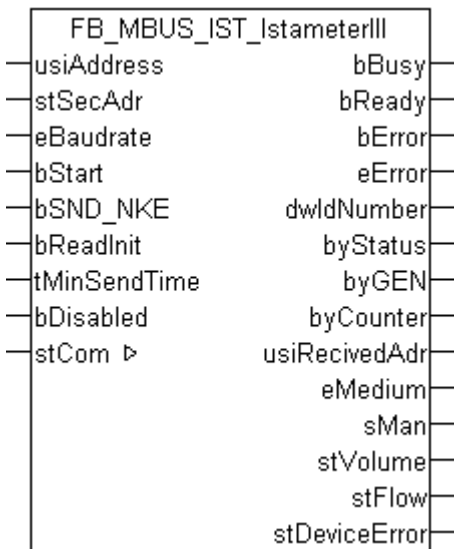 FB_MBUS_IST_IstameterIII
usiAddress bBusy
stSecAdr bReady
eBaudrate bError
bStart eError
bSND_NKE dwIdNumber
bReadInit byStatus
tMinSendTime byGEN
bDisabled byCounter
stCom ▷ usiRecivedAdr
eMedium
sMan
stVolume
stFlow
stDeviceError